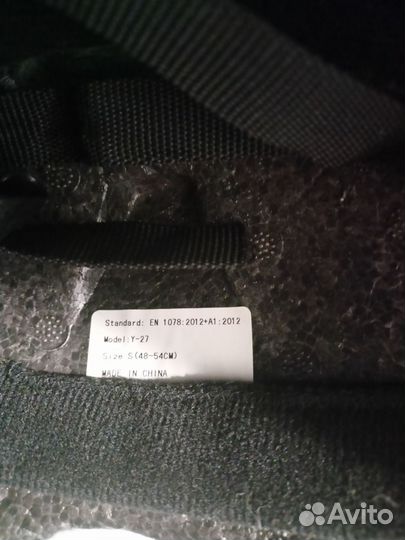 Standard: EN 1078:2012+A1:2012
Model:Y-27
Size S(48-54CM)
MADE IN CHINA
Avito